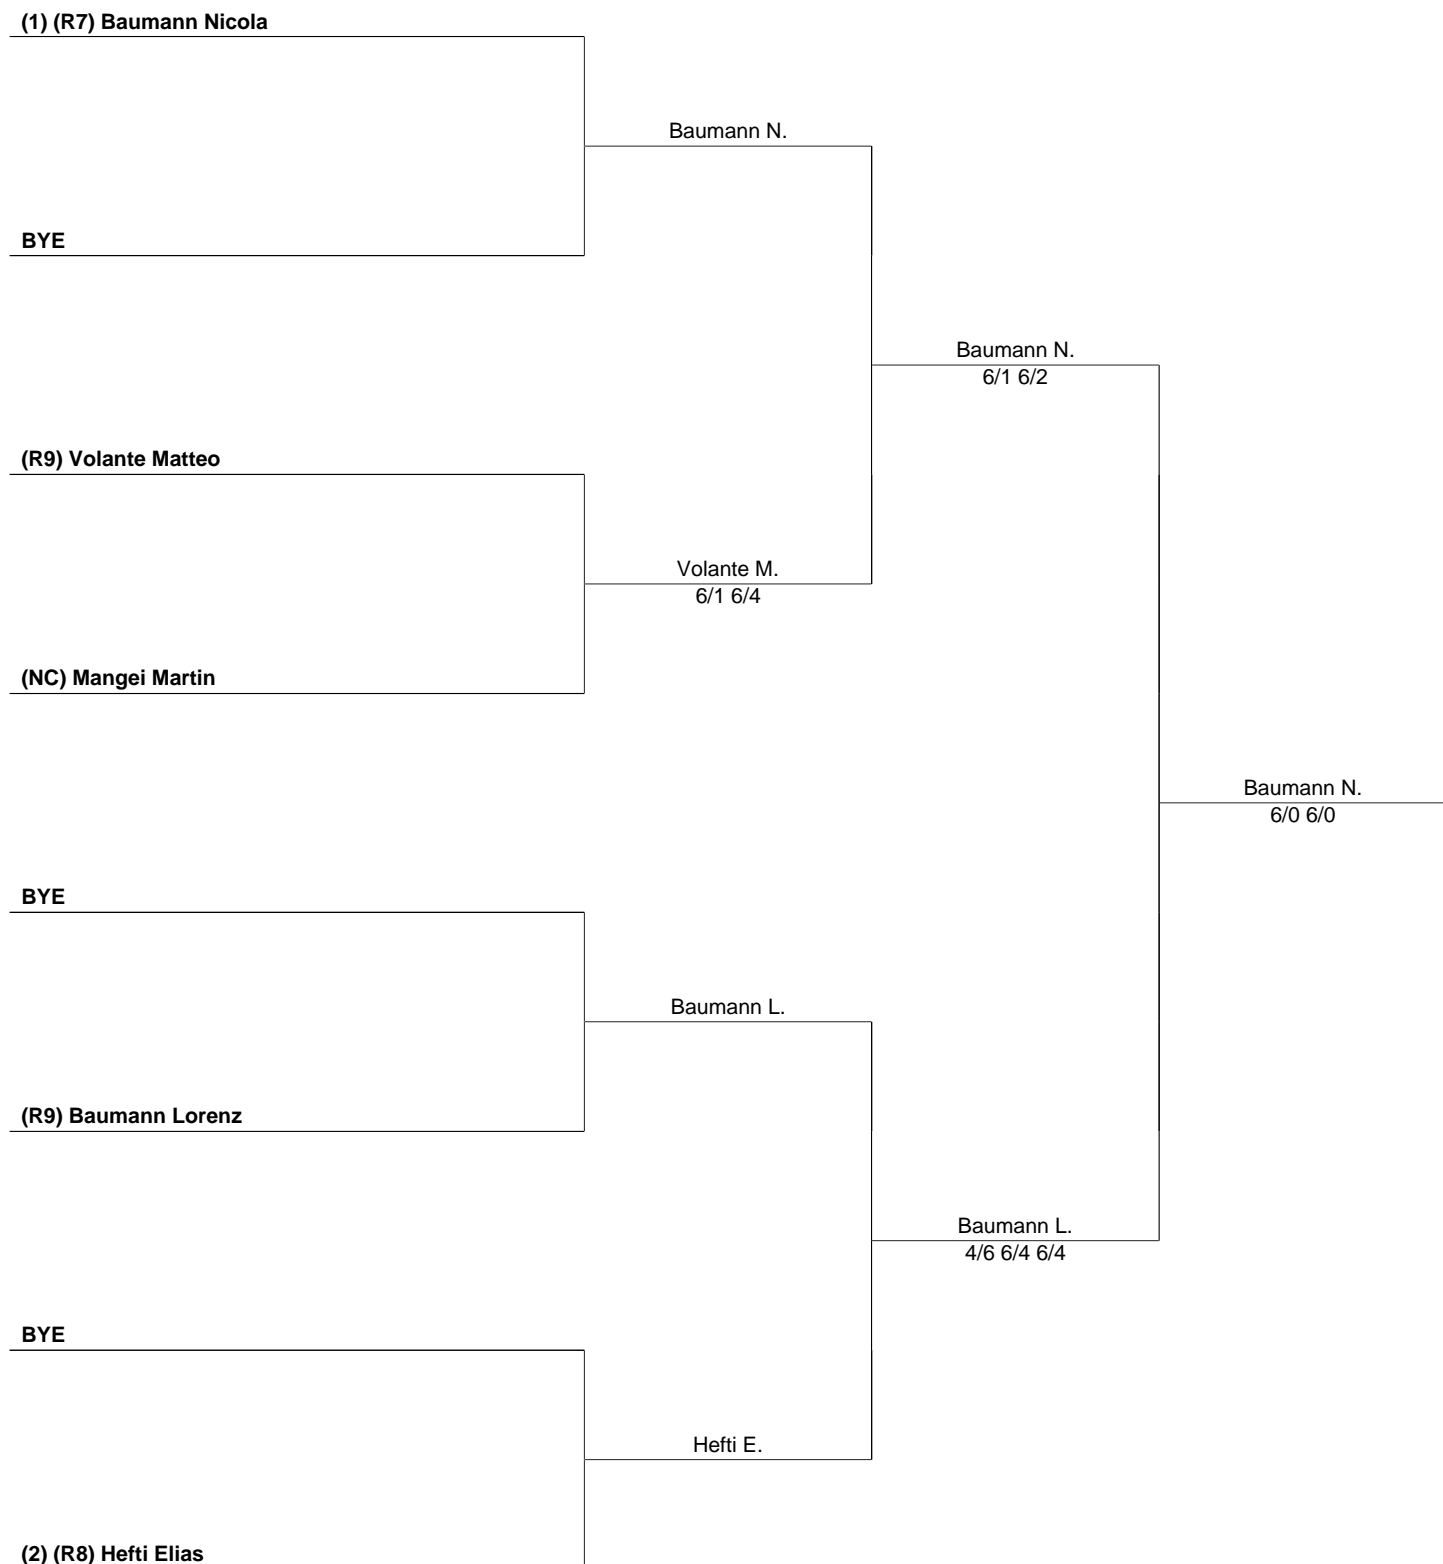 (1) (R7) Baumann Nicola
Baumann N.
BYE
Baumann N.
6/1 6/2
(R9) Volante Matteo
Volante M.
6/1 6/4
(NC) Mangei Martin
Baumann N.
6/0 6/0
BYE
Baumann L.
(R9) Baumann Lorenz
Baumann L.
4/6 6/4 6/4
BYE
Hefti E.
(2) (R8) Hefti Elias